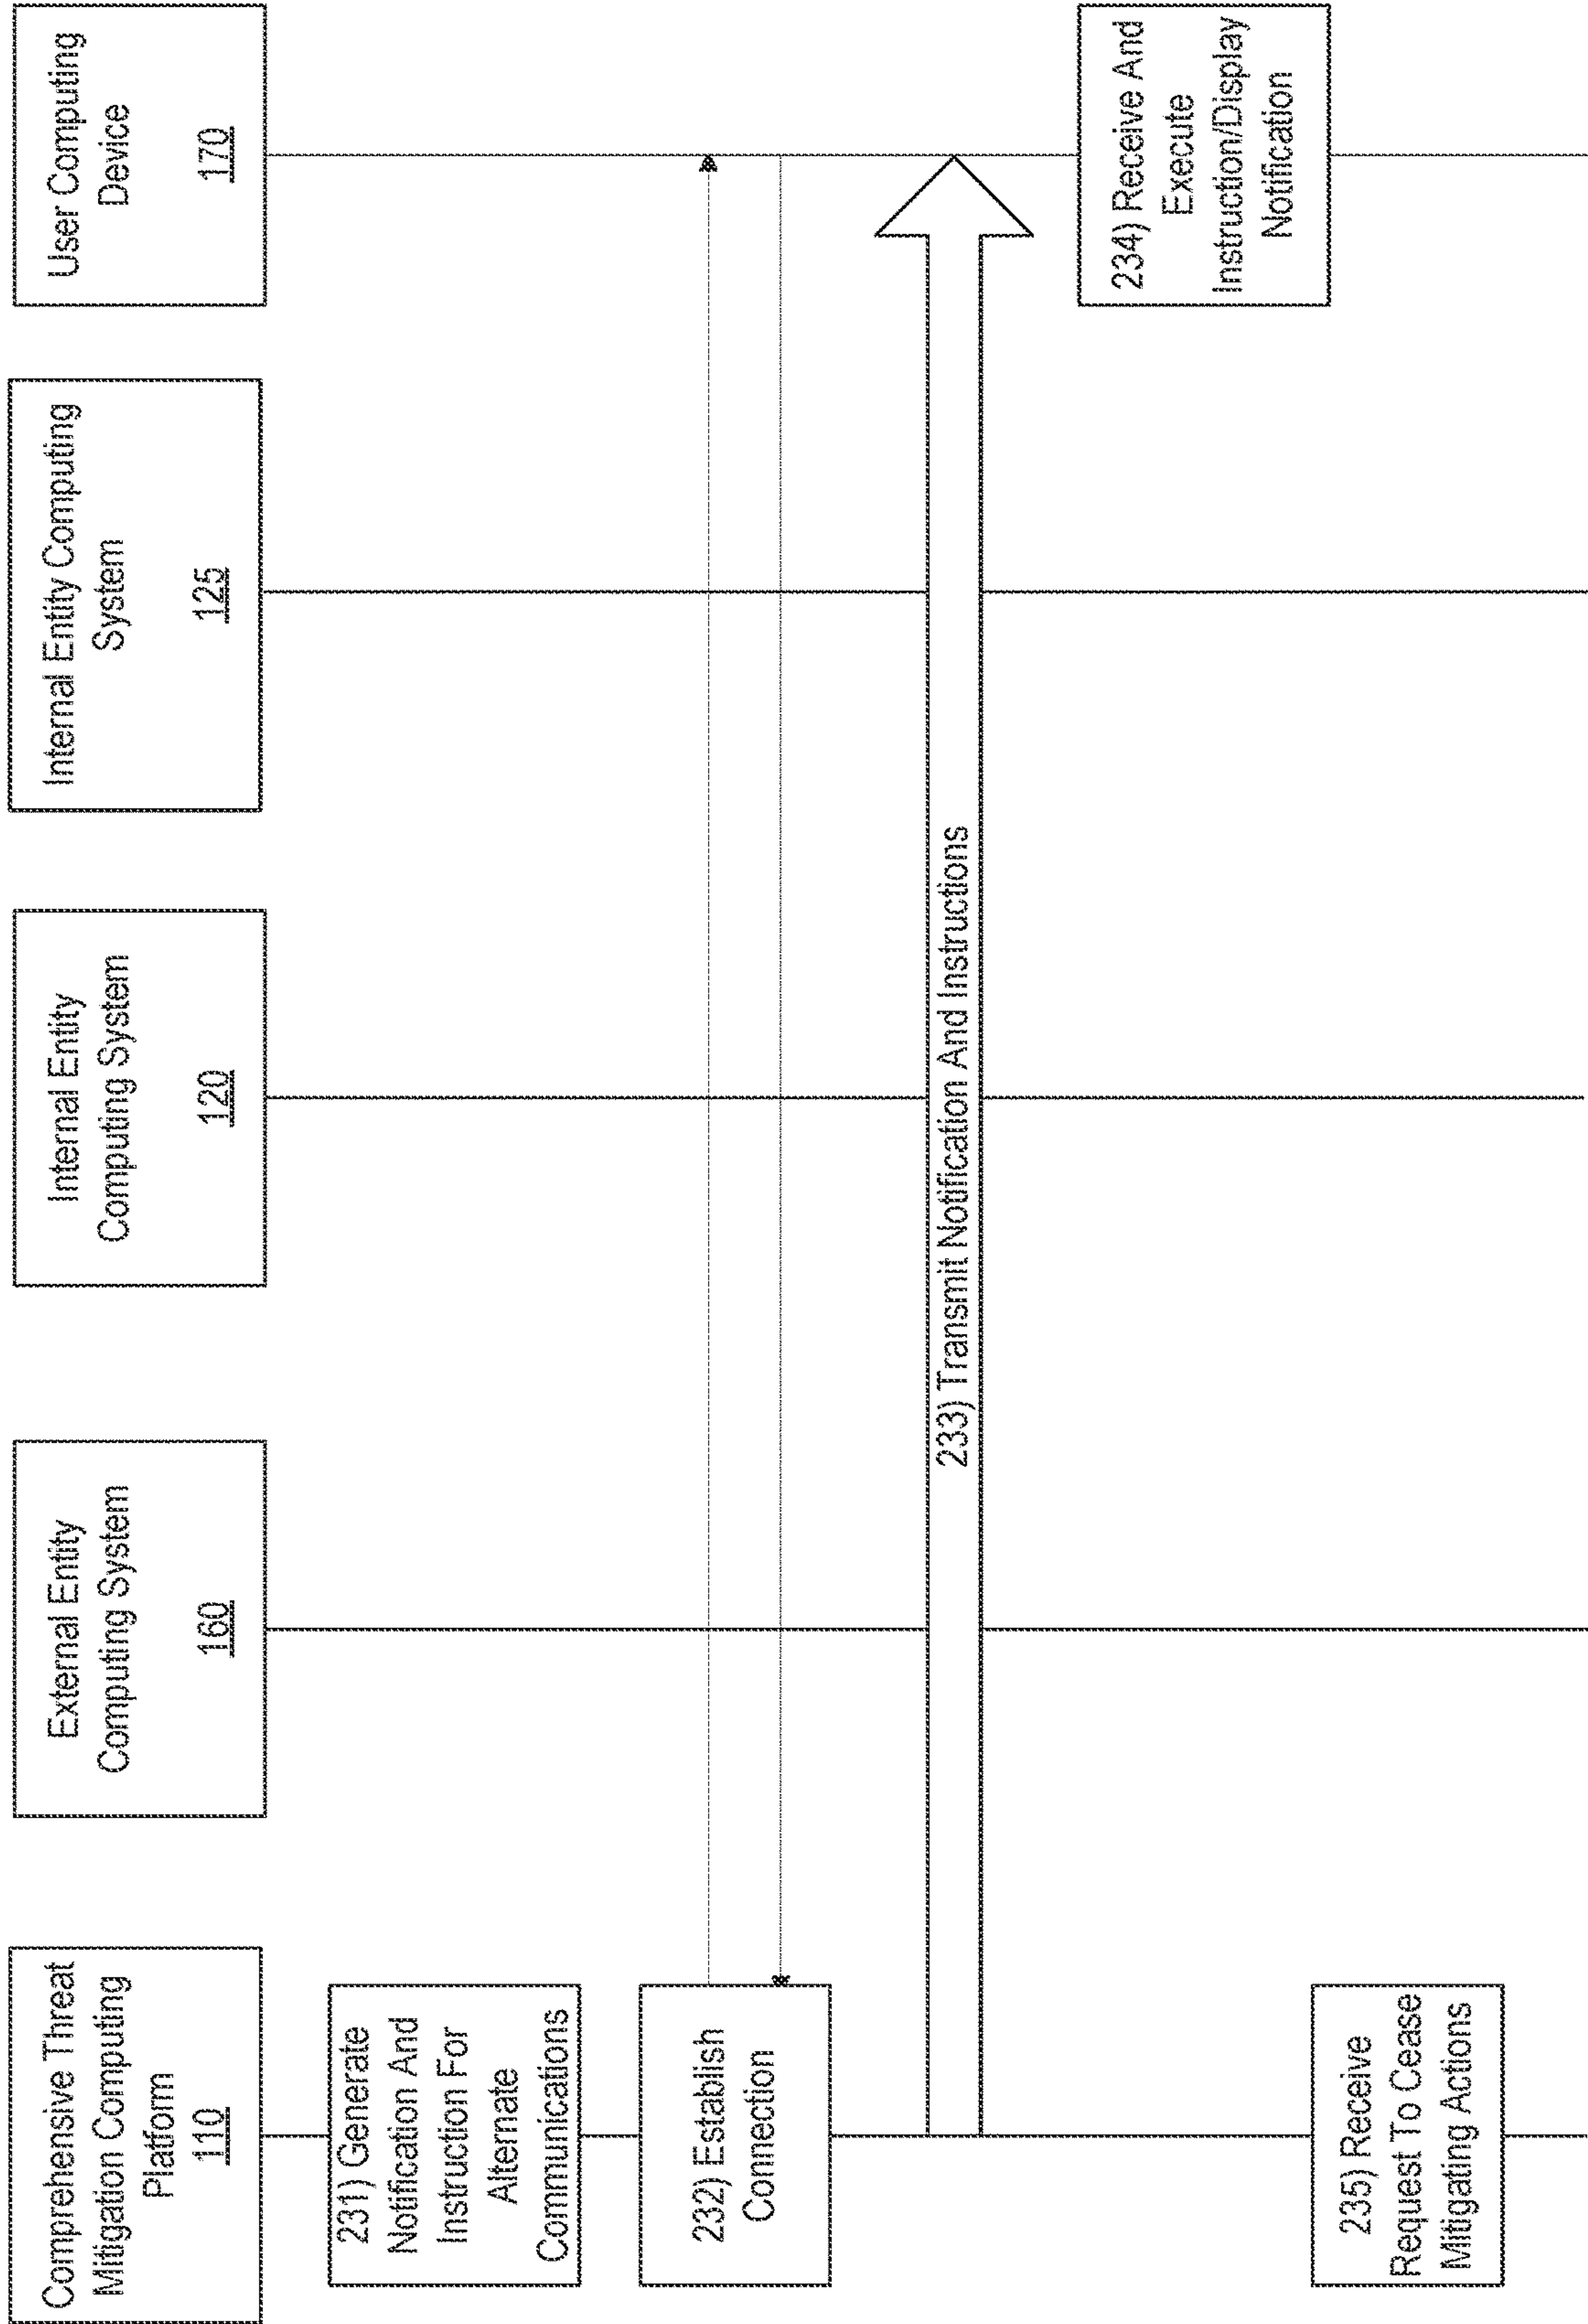 Comprehensive Threat
Mitigation Computing
Platform
110
External Entity
Computing System
160
Internal Entity
Computing System
120
Internal Entity Computing
System
125
User Computing
Device
170
231) Generate
Notification And
Instruction For
Alternate
Communications
232) Establish
Connection
233) Transmit Notification And Instructions
234) Receive And
Execute
Instruction/Display
Notification
235) Receive
Request To Cease
Mitigating Actions